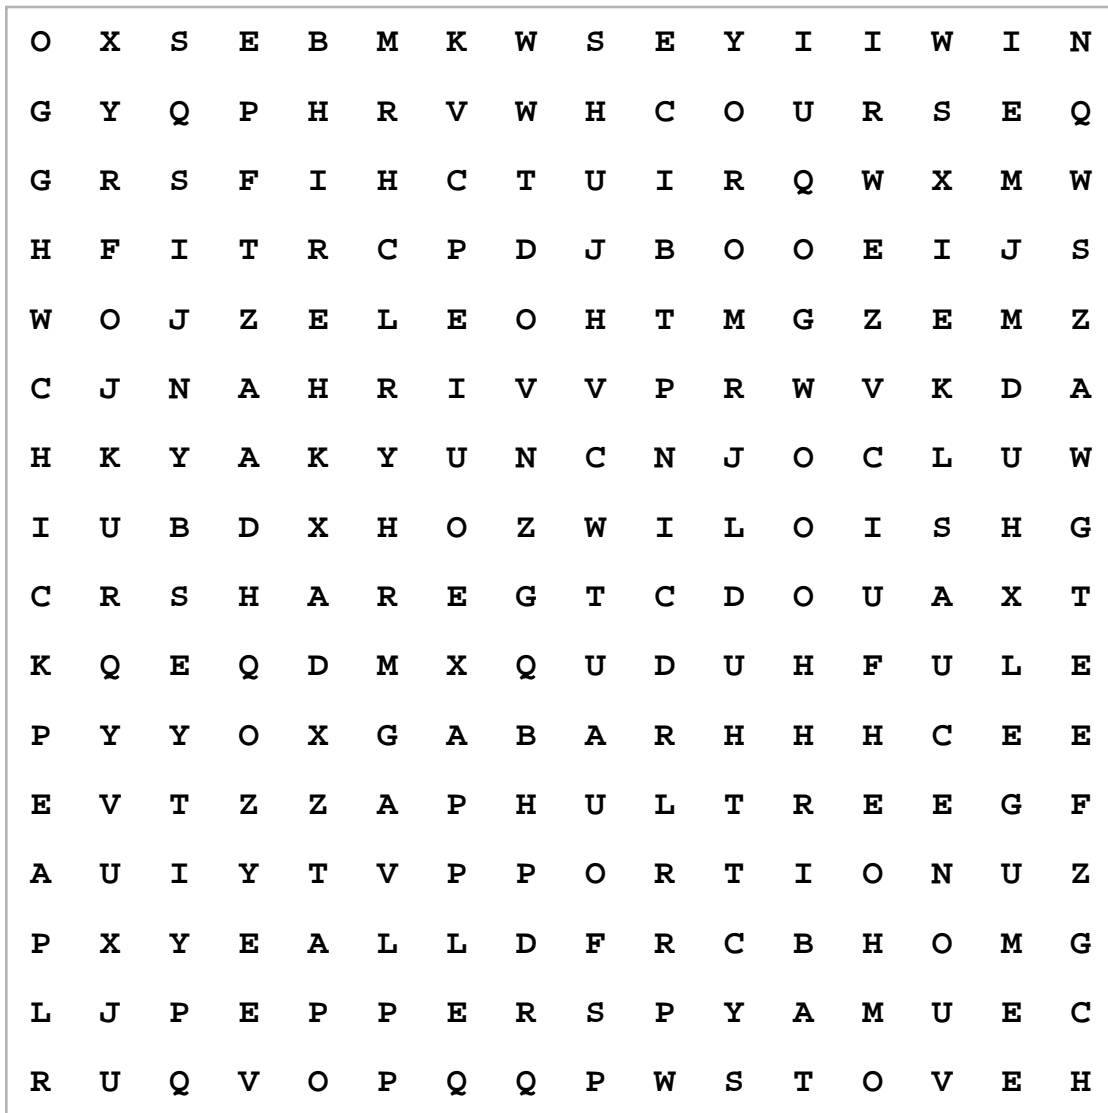 O X S E B M K W S E Y I I W I N
G Y Q P H R V W H C O U R S E Q
G R S F I H C T U I R Q W X M W
H F I T R C P D J B O O E I J S
W O J Z E L E O H T M G Z E M Z
C J N A H R I V V P R W V K D A
H K Y A K Y U N C N J O C L U W
I U B D X H O Z W I L O I S H G
C R S H A R E G T C D O U A X T
K Q E Q D M X Q U D U H F U L E
P Y Y O X G A B A R H H H C E E
E V T Z Z A P H U L T R E E G F
A U I Y T V P P O R T I O N U Z
P X Y E A L L D F R C B H O M G
L J P E P P E R S P Y A M U E C
R U Q V O P Q Q P W S T O V E H